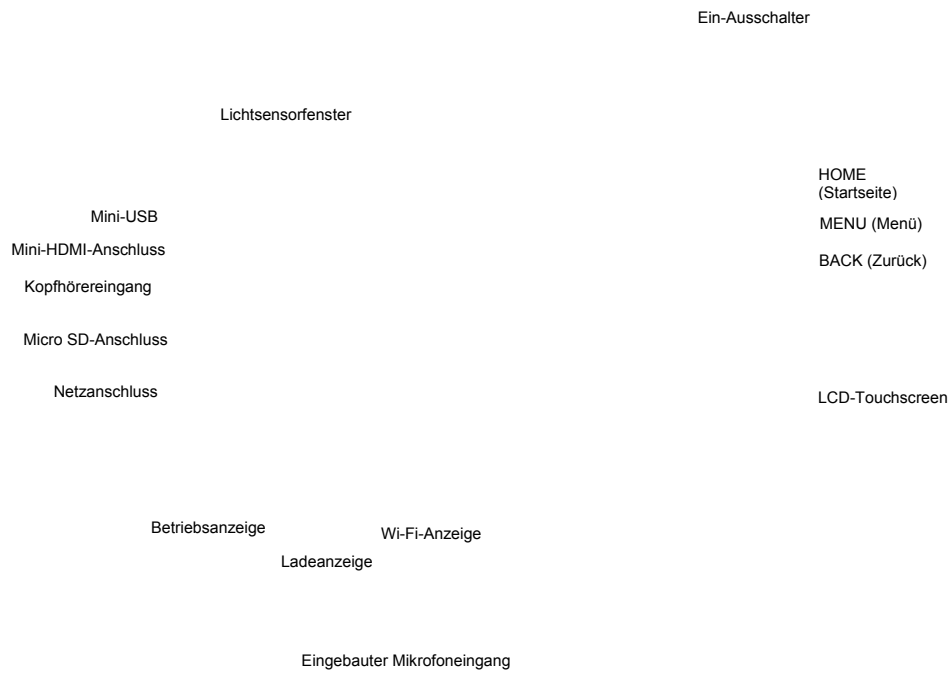 Ein-Ausschalter
Lichtsensorfenster
HOME
(Startseite)
Mini-USB
MENU (Menü)
Mini-HDMI-Anschluss
BACK (Zurück)
Kopfhörereingang
Micro SD-Anschluss
Netzanschluss
LCD-Touchscreen
Betriebsanzeige
Wi-Fi-Anzeige
Ladeanzeige
Eingebauter Mikrofoneingang